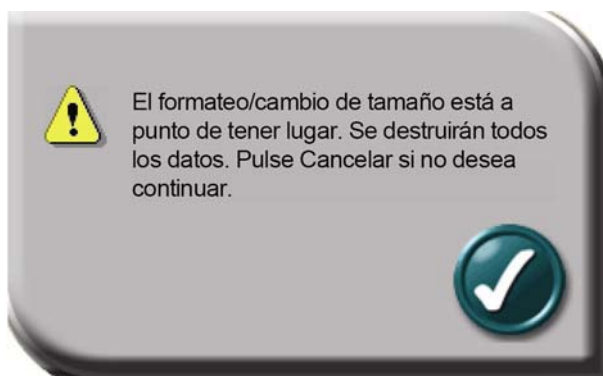 El formateo/cambio de tamaño está a
punto de tener lugar. Se destruirán todos
los datos. Pulse Cancelar si no desea
continuar.